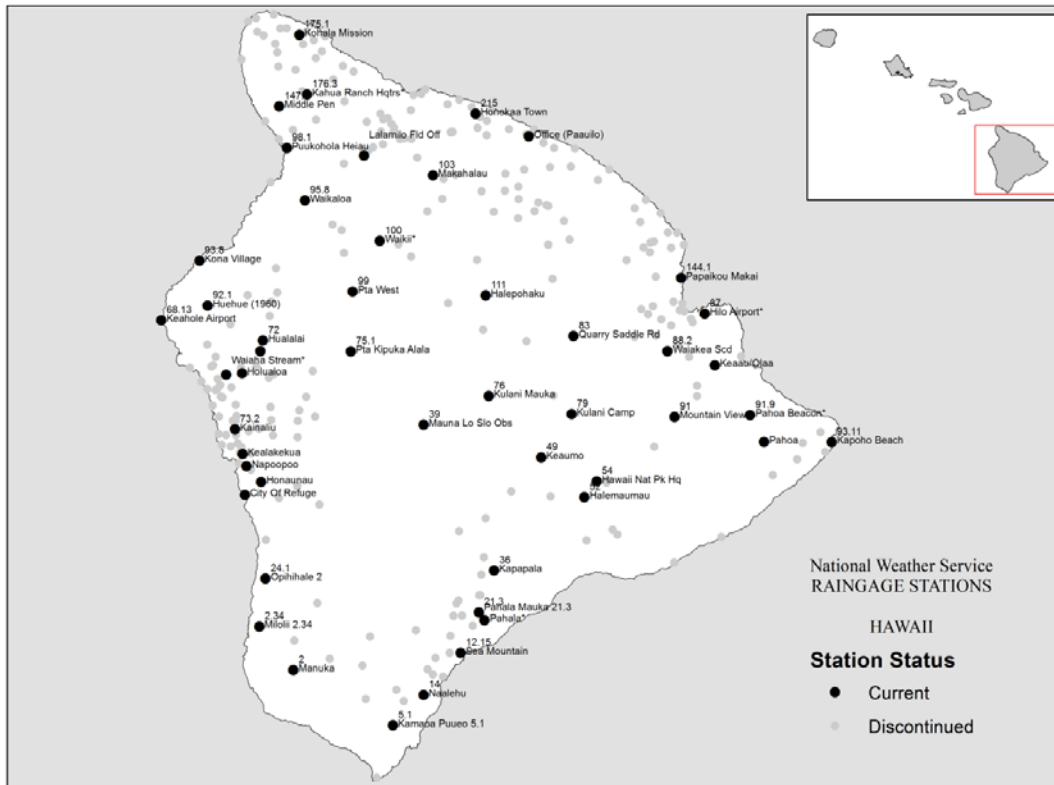 175.1
Kohala Mission
176.3
Kahua Ranch Hqtrs*
147
Middle Pen
215
Honokaa Town
Office (Paauilo)
98.1
Puukohola Heiau
Lalamilo Fld Off
103
Makahalau
95.8
Waikaloa
100
Waikii*
93.8
Kona Village
99
Pta West
111
Halepohaku
144.1
Papaikou Makai
92.1
Huehue (1960)
68.13
Keahole Airport
87
Hilo Airport*
72
Hualalai
75.1
Pta Kipuka Alala
83
Quarry Saddle Rd
88.2
Waiakea Scd
Waiaha Stream*
Holualoa
Keaau/Olaa
76
Kulani Mauka
79
Kulani Camp
91
Mountain View
91.9
Pahoa Beacon*
39
Mauna Lo Slo Obs
73.2
Kainaliu
93.11
Kapoho Beach
Pahoa
Kealakekua
Napoopoo
49
Keaumo
Honaunau
54
Hawaii Nat Pk Hq
City Of Refuge
52
Halemaumau
24.1
Opihihale 2
36
Kapapala
21.3
Pahala Mauka 21.3
Pahala*
2.34
Milolii 2.34
12.15
Sea Mountain
2
Manuka
14
Naalehu
5.1
Kamaoa Puueo 5.1
National Weather Service
RAINGAGE STATIONS
HAWAII
Station Status
Current
Discontinued